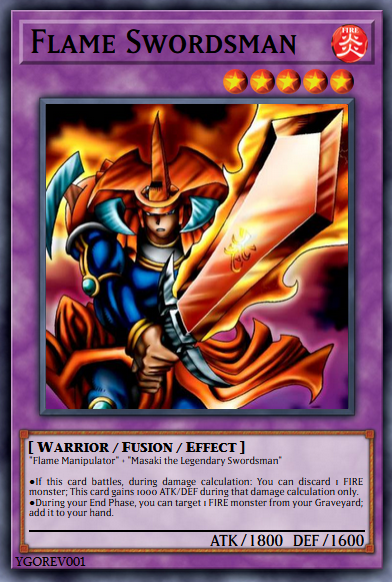 Flame Swordsman
FIRE
炎
[ Warrior / Fusion / Effect ]
"Flame Manipulator" + "Masaki the Legendary Swordsman"
●If this card battles, during damage calculation: You can discard 1 FIRE
monster; This card gains 1000 ATK/DEF during that damage calculation only.
●During your End Phase, you can target 1 FIRE monster from your Graveyard;
add it to your hand.
ATK / 1800 DEF / 1600
YGOREV001